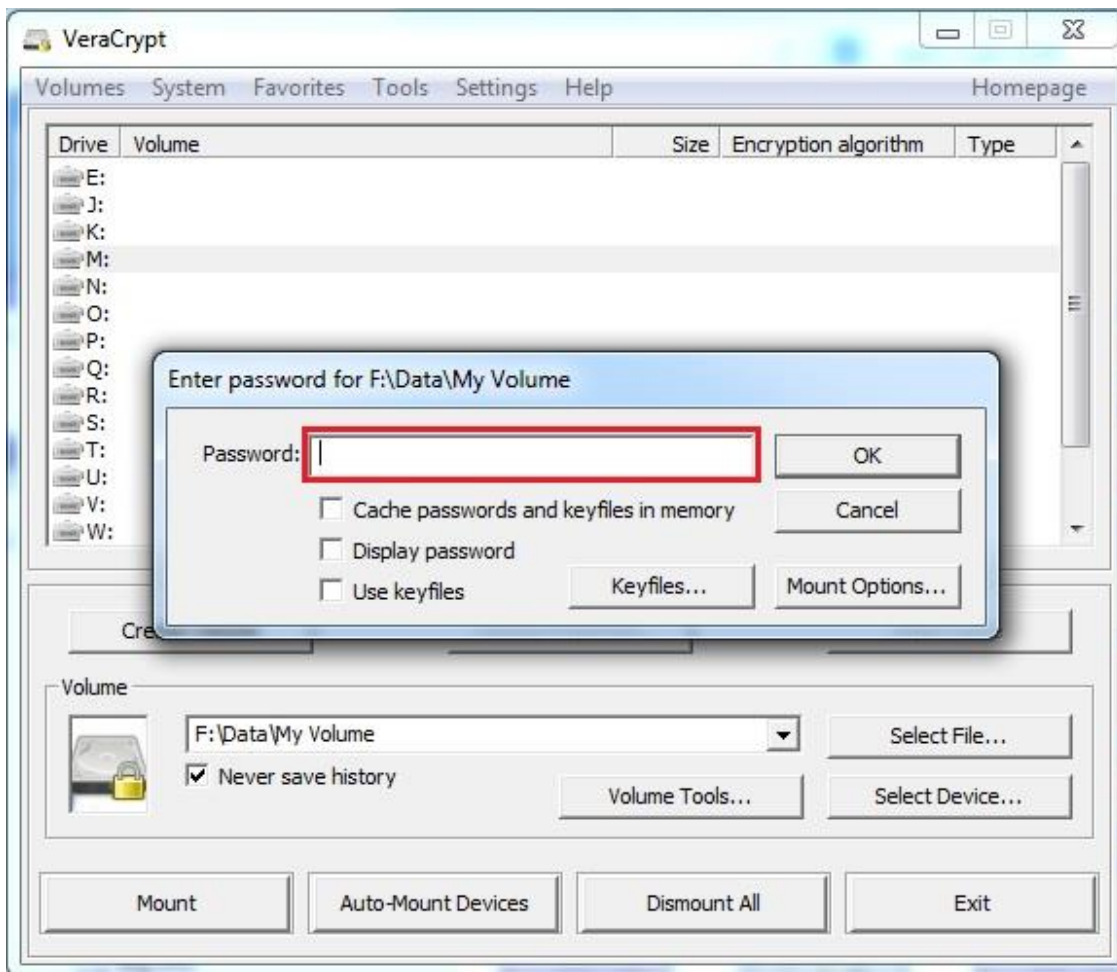 VeraCrypt
Volumes System Favorites Tools Settings Help Homepage
Drive Volume Size Encryption algorithm Type
E:
J:
K:
M:
N:
O:
P:
Q:
R:
S:
T:
U:
V:
W:
Enter password for F:\Data\My Volume
Password: OK
Cache passwords and keyfiles in memory Cancel
Display password
Use keyfiles Keyfiles... Mount Options...
Volume
F:\Data\My Volume Select File...
Never save history
Volume Tools... Select Device...
Mount Auto-Mount Devices Dismount All Exit